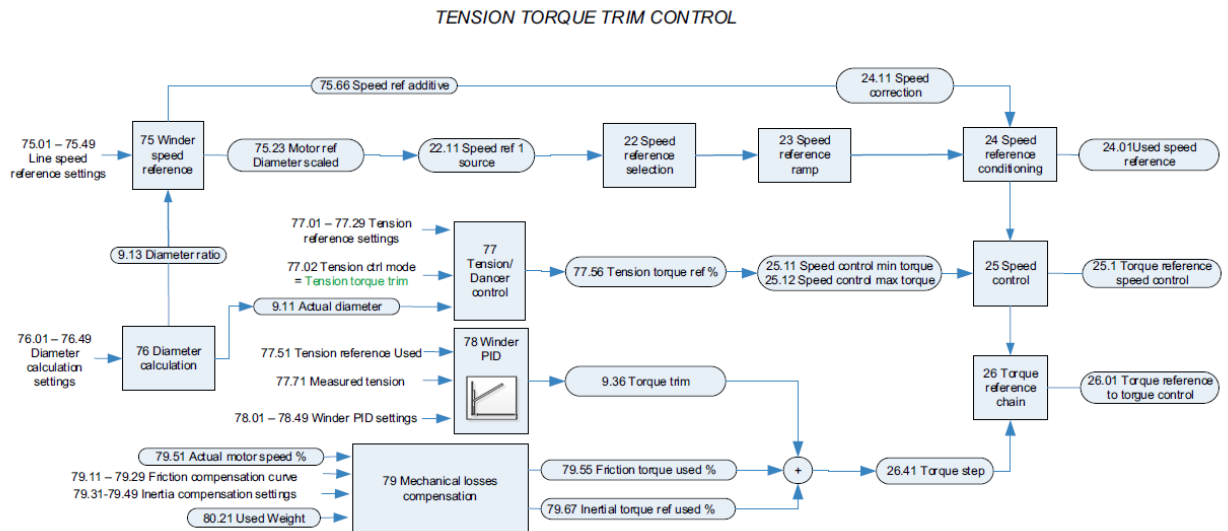 TENSION TORQUE TRIM CONTROL
75.66 Speed ref additive
24.11 Speed
correction
75.01 – 75.49
Line speed
reference settings
75 Winder
speed
reference
75.23 Motor ref
Diameter scaled
22.11 Speed ref 1
source
22 Speed
reference
selection
23 Speed
reference
ramp
24 Speed
reference
conditioning
24.01Used speed
reference
9.13 Diameter ratio
77.01 – 77.29 Tension
reference settings
77.02 Tension ctrl mode
= Tension torque trim
9.11 Actual diameter
77
Tension/
Dancer
control
77.56 Tension torque ref %
25.11 Speed control min torque
25.12 Speed control max torque
25 Speed
control
25.1 Torque reference
speed control
76.01 – 76.49
Diameter
calculation
settings
76 Diameter
calculation
77.51 Tension reference Used
77.71 Measured tension
78.01 – 78.49 Winder PID settings
78 Winder
PID
9.36 Torque trim
26 Torque
reference
chain
26.01 Torque reference
to torque control
79.51 Actual motor speed %
79.11 – 79.29 Friction compensation curve
79.31-79.49 Inertia compensation settings
80.21 Used Weight
79 Mechanical losses
compensation
79.55 Friction torque used %
79.67 Inertial torque ref used %
+
26.41 Torque step